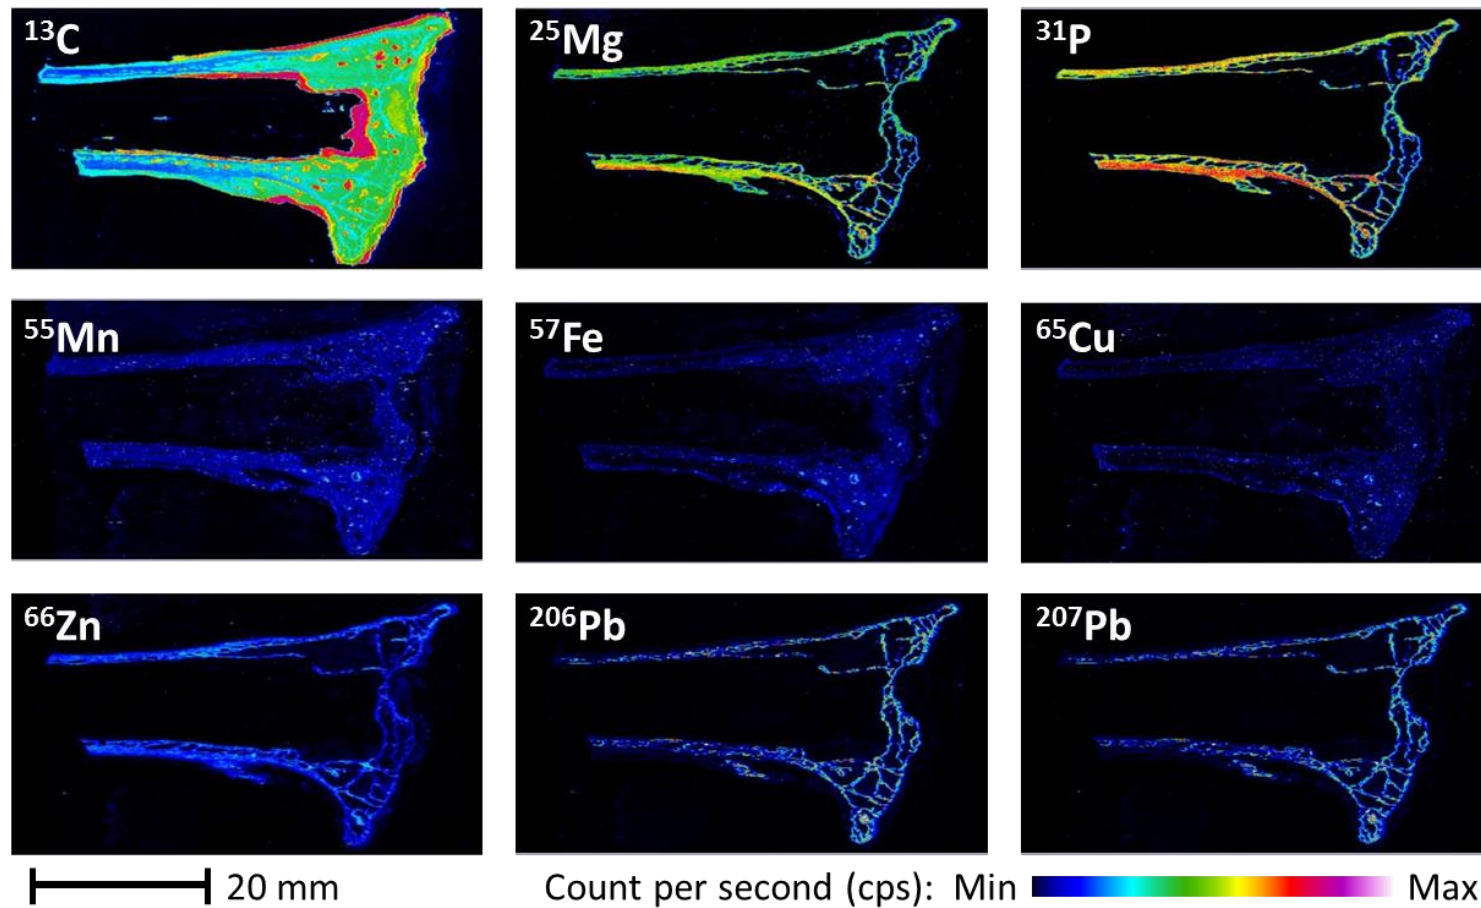 ¹³C
²⁵Mg
³¹P
⁵⁵Mn
⁵⁷Fe
⁶⁵Cu
⁶⁶Zn
²⁰⁶Pb
²⁰⁷Pb
20 mm
Count per second (cps): Min Max